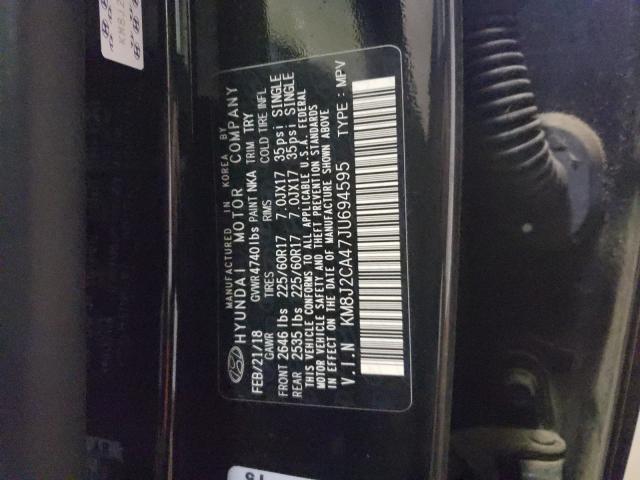 MANUFACTURED IN KOREA BY
HYUNDAI MOTOR COMPANY
FEB/21/18 GVWR 4740lbs PAINT NKA TRIM TRY
GAWR TIRES RIMS COLD TIRE INFL
FRONT 2646 lbs 225/60R17 7.0JX17 35psi SINGLE
REAR 2535 lbs 225/60R17 7.0JX17 35psi SINGLE
THIS VEHICLE CONFORMS TO ALL APPLICABLE U.S.A. FEDERAL
MOTOR VEHICLE SAFETY AND THEFT PREVENTION STANDARDS
IN EFFECT ON THE DATE OF MANUFACTURE SHOWN ABOVE
V.I.N KM8J2CA47JU694595 TYPE : MPV